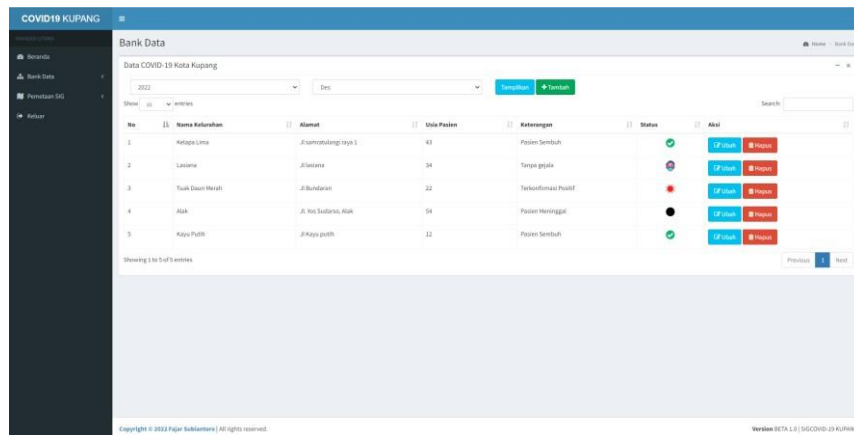 COVID19 KUPANG
Bank Data
Home
Beranda
Bank Data
Pemetaan SIG
Keluar
Data COVID-19 Kota Kupang
2022 Des Tampilkan Tambah
Show 10 entries Search:
No Nama Kelurahan Alamat Usia Pasien Keterangan Status Aksi
1 Kelapa Lima Jl samratulangi raya 1 43 Pasien Sembuh Ubah Hapus
2 Lasiana Jl lasiana 34 Tanpa gejala Ubah Hapus
3 Tuak Daun Merah Jl Bundaran 22 Terkonfirmasi Positif Ubah Hapus
4 Alak Jl. Yos Sudarso, Alak 54 Pasien Meninggal Ubah Hapus
5 Kayu Putih Jl Kayu putih 12 Pasien Sembuh Ubah Hapus
Showing 1 to 5 of 5 entries Previous 1 Next
Copyright © 2022 Fajar Subiantoro | All rights reserved. Version BETA 1.0 | SIGCOVID-19 KUPAN